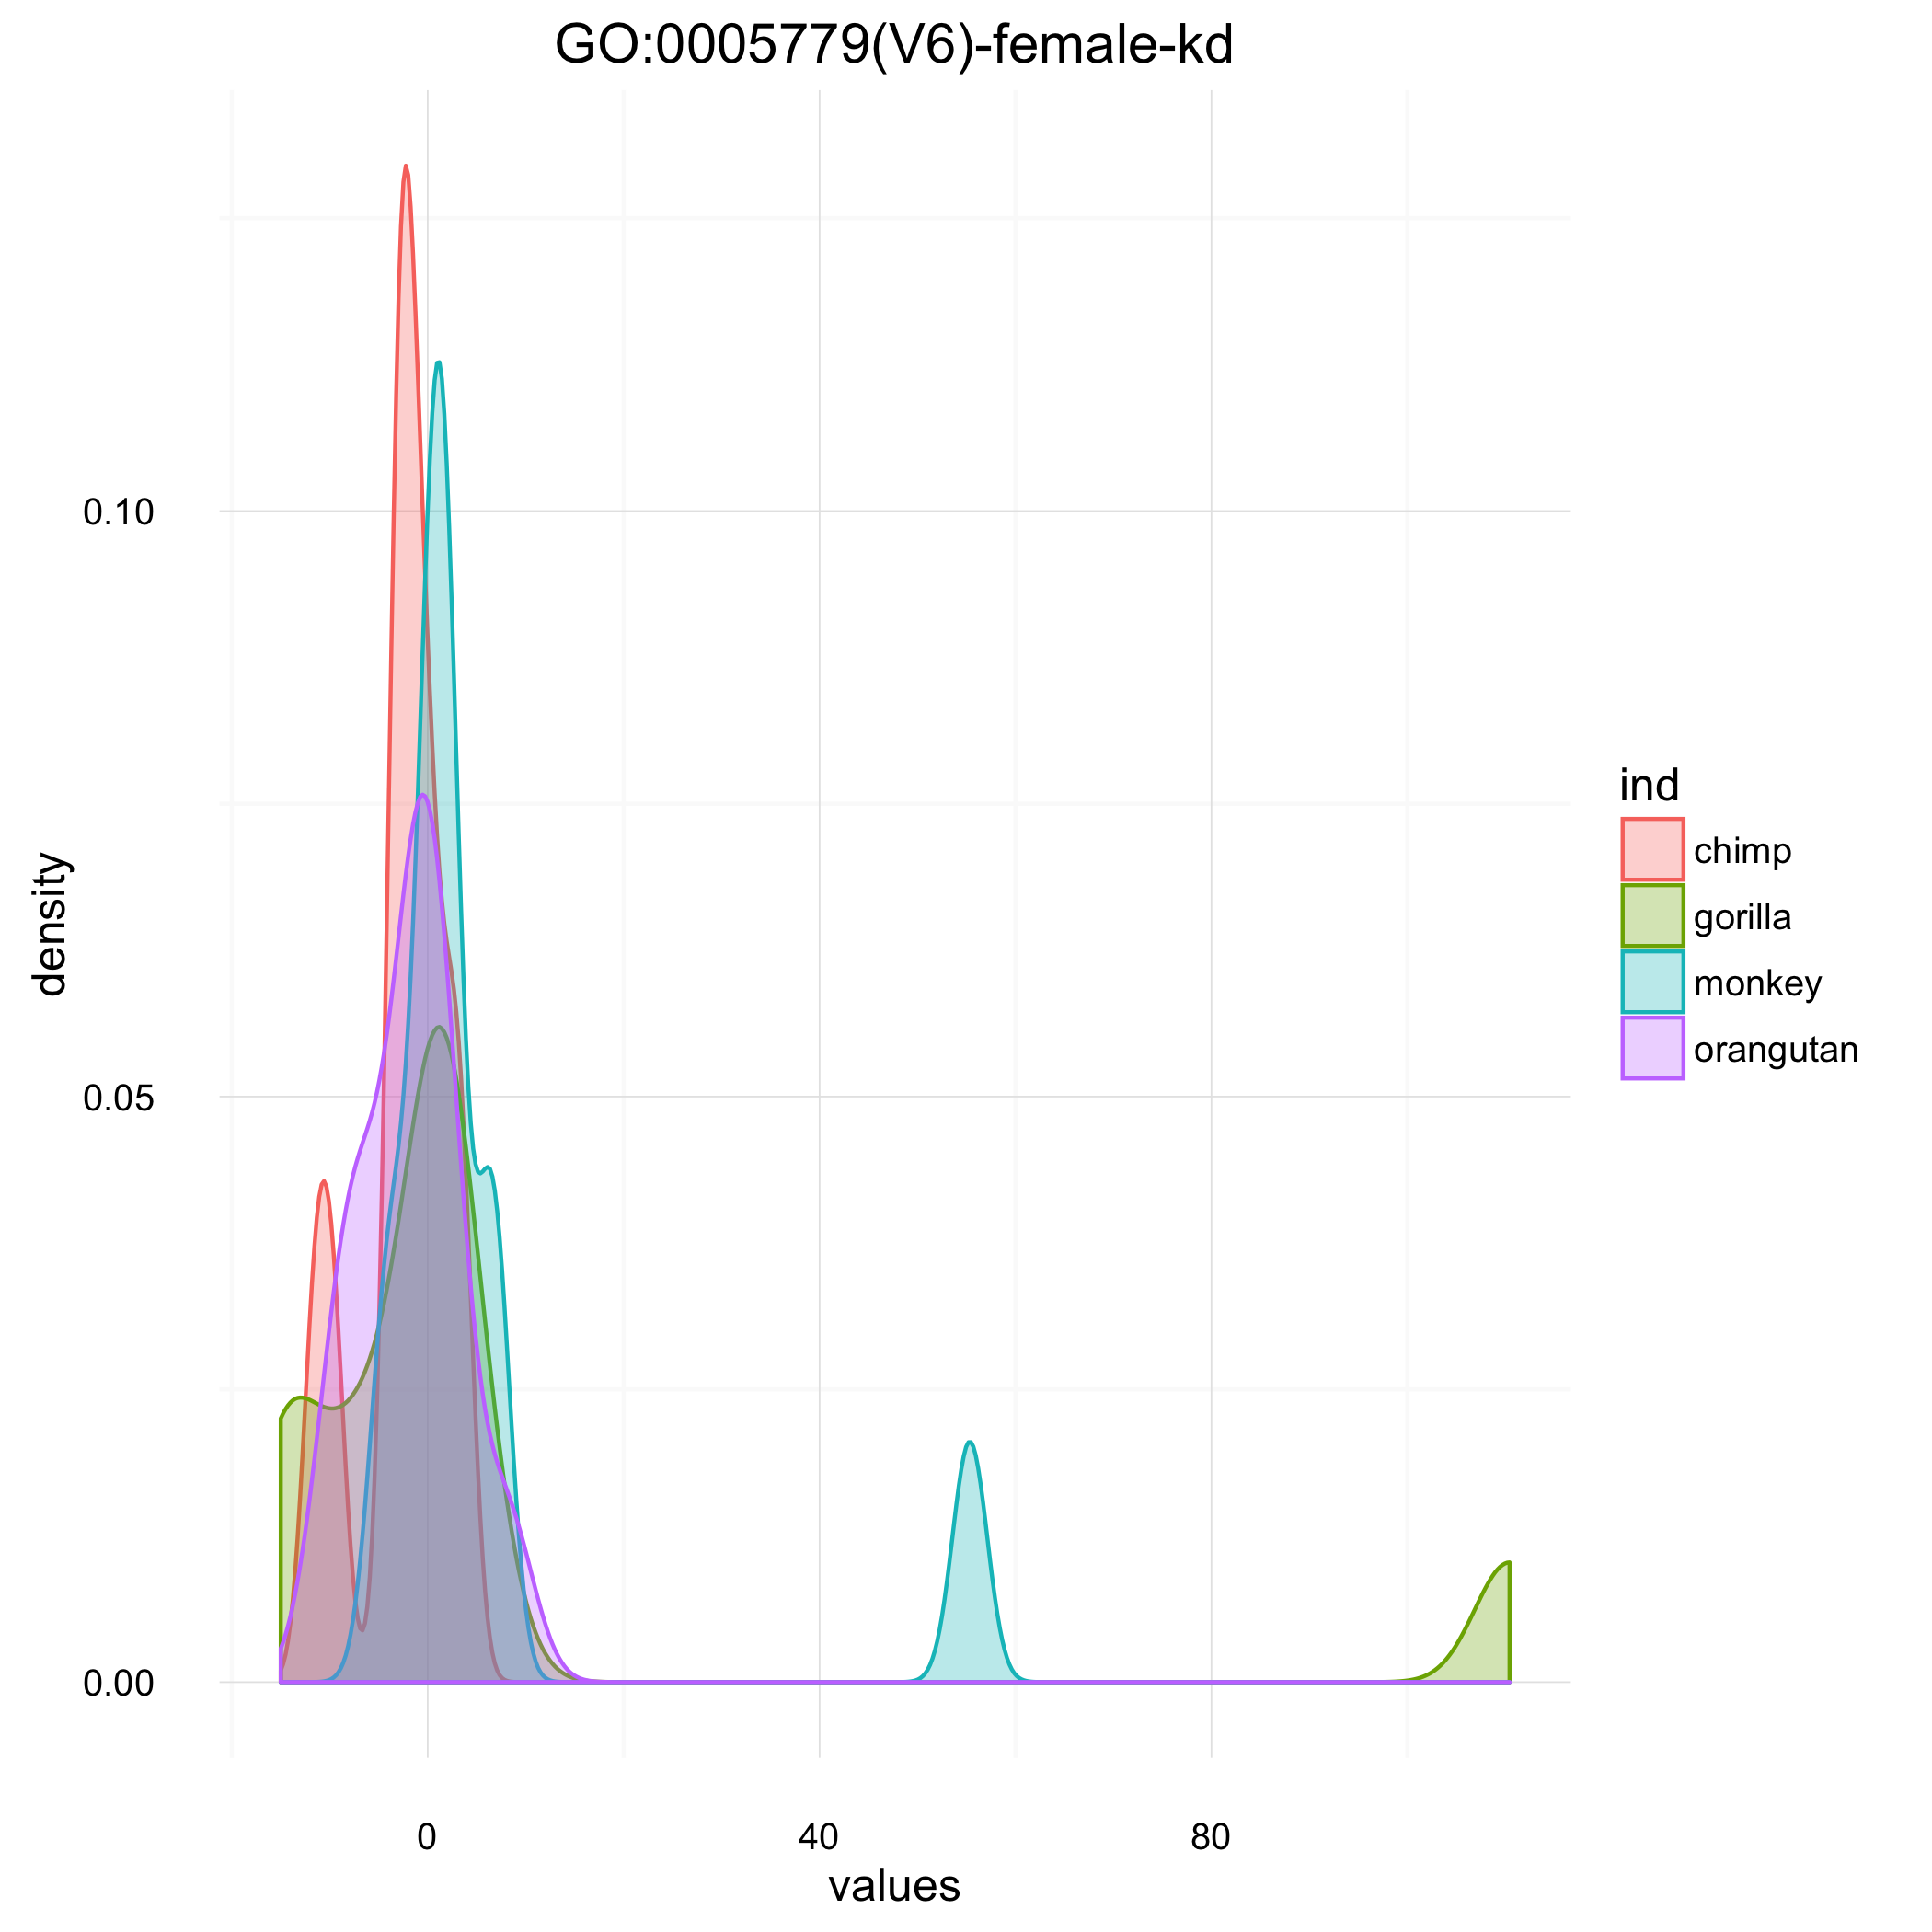 GO:0005779(V6)-female-kd
density
0.10
0.05
0.00
0
40
80
values
ind
chimp
gorilla
monkey
orangutan